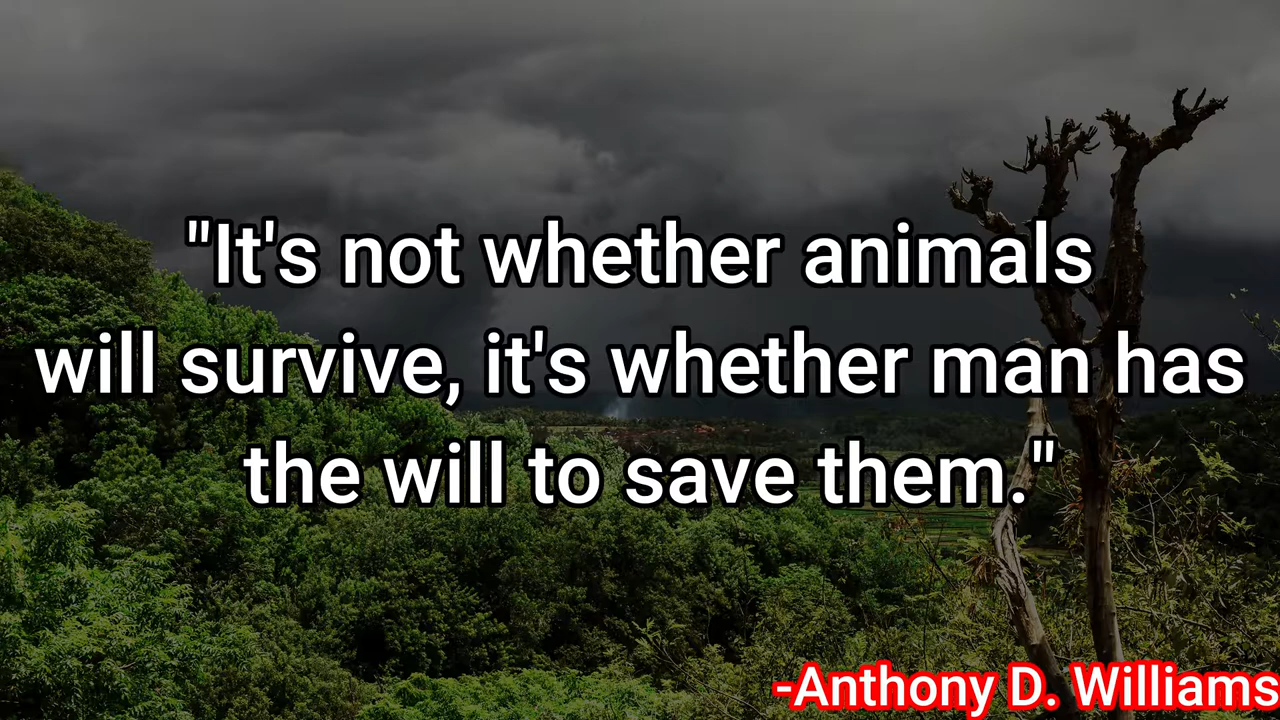 "It's not whether animals
will survive, it's whether man has
the will to save them."
-Anthony D. Williams